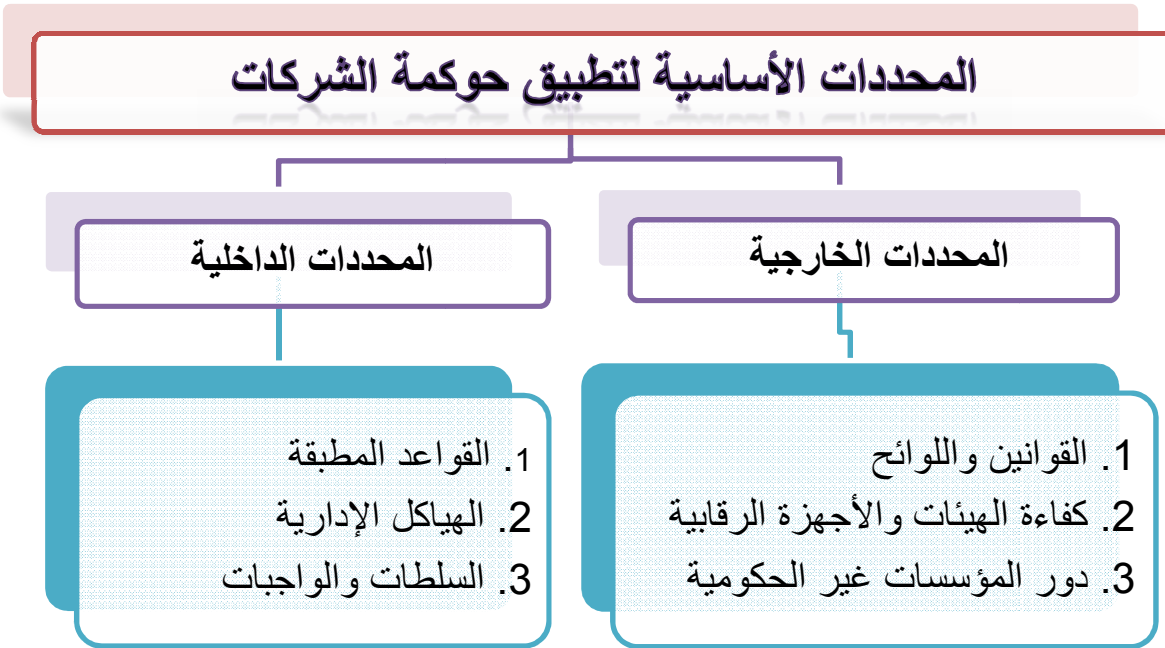 المحددات الأساسية لتطبيق حوكمة الشركات
المحددات الخارجية
1. القوانين واللوائح
2. كفاءة الهيئات والأجهزة الرقابية
3. دور المؤسسات غير الحكومية
المحددات الداخلية
1. القواعد المطبقة
2. الهياكل الإدارية
3. السلطات والواجبات